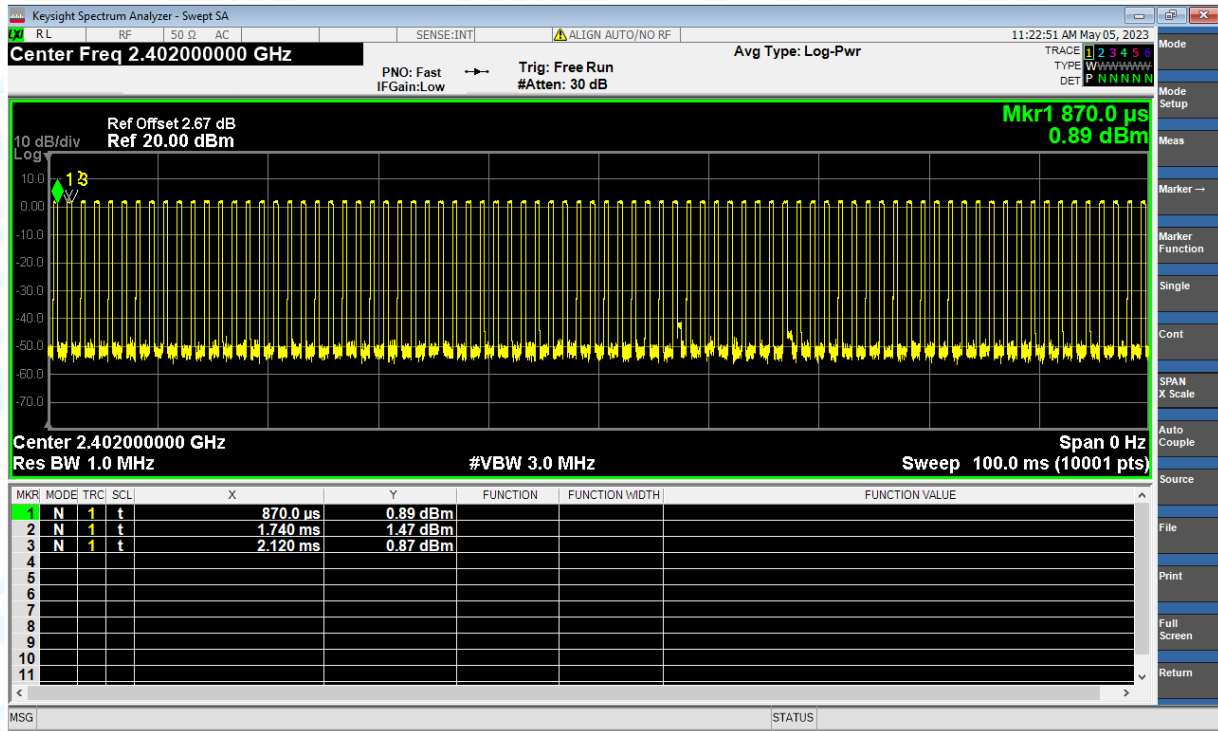 Keysight Spectrum Analyzer - Swept SA
LXI RL RF 50 Ω AC SENSE:INT ALIGN AUTO/NO RF 11:22:51 AM May 05, 2023
Center Freq 2.402000000 GHz
Avg Type: Log-Pwr
TRACE 1 2 3 4 5 6
TYPE WWWWWW
DET P N N N N N
PNO: Fast
IFGain:Low
Trig: Free Run
#Atten: 30 dB
Mkr1 870.0 µs
0.89 dBm
Ref Offset 2.67 dB
10 dB/div Ref 20.00 dBm
Log
10.0
0.00
-10.0
-20.0
-30.0
-40.0
-50.0
-60.0
-70.0
1 2 3
Center 2.402000000 GHz Span 0 Hz
Res BW 1.0 MHz #VBW 3.0 MHz Sweep 100.0 ms (10001 pts)
MKR MODE TRC SCL X Y FUNCTION FUNCTION WIDTH FUNCTION VALUE
1 N 1 t 870.0 µs 0.89 dBm
2 N 1 t 1.740 ms 1.47 dBm
3 N 1 t 2.120 ms 0.87 dBm
4
5
6
7
8
9
10
11
MSG STATUS
Mode
Mode
Setup
Meas
Marker →
Marker
Function
Single
Cont
SPAN
X Scale
Auto
Couple
Source
File
Print
Full
Screen
Return